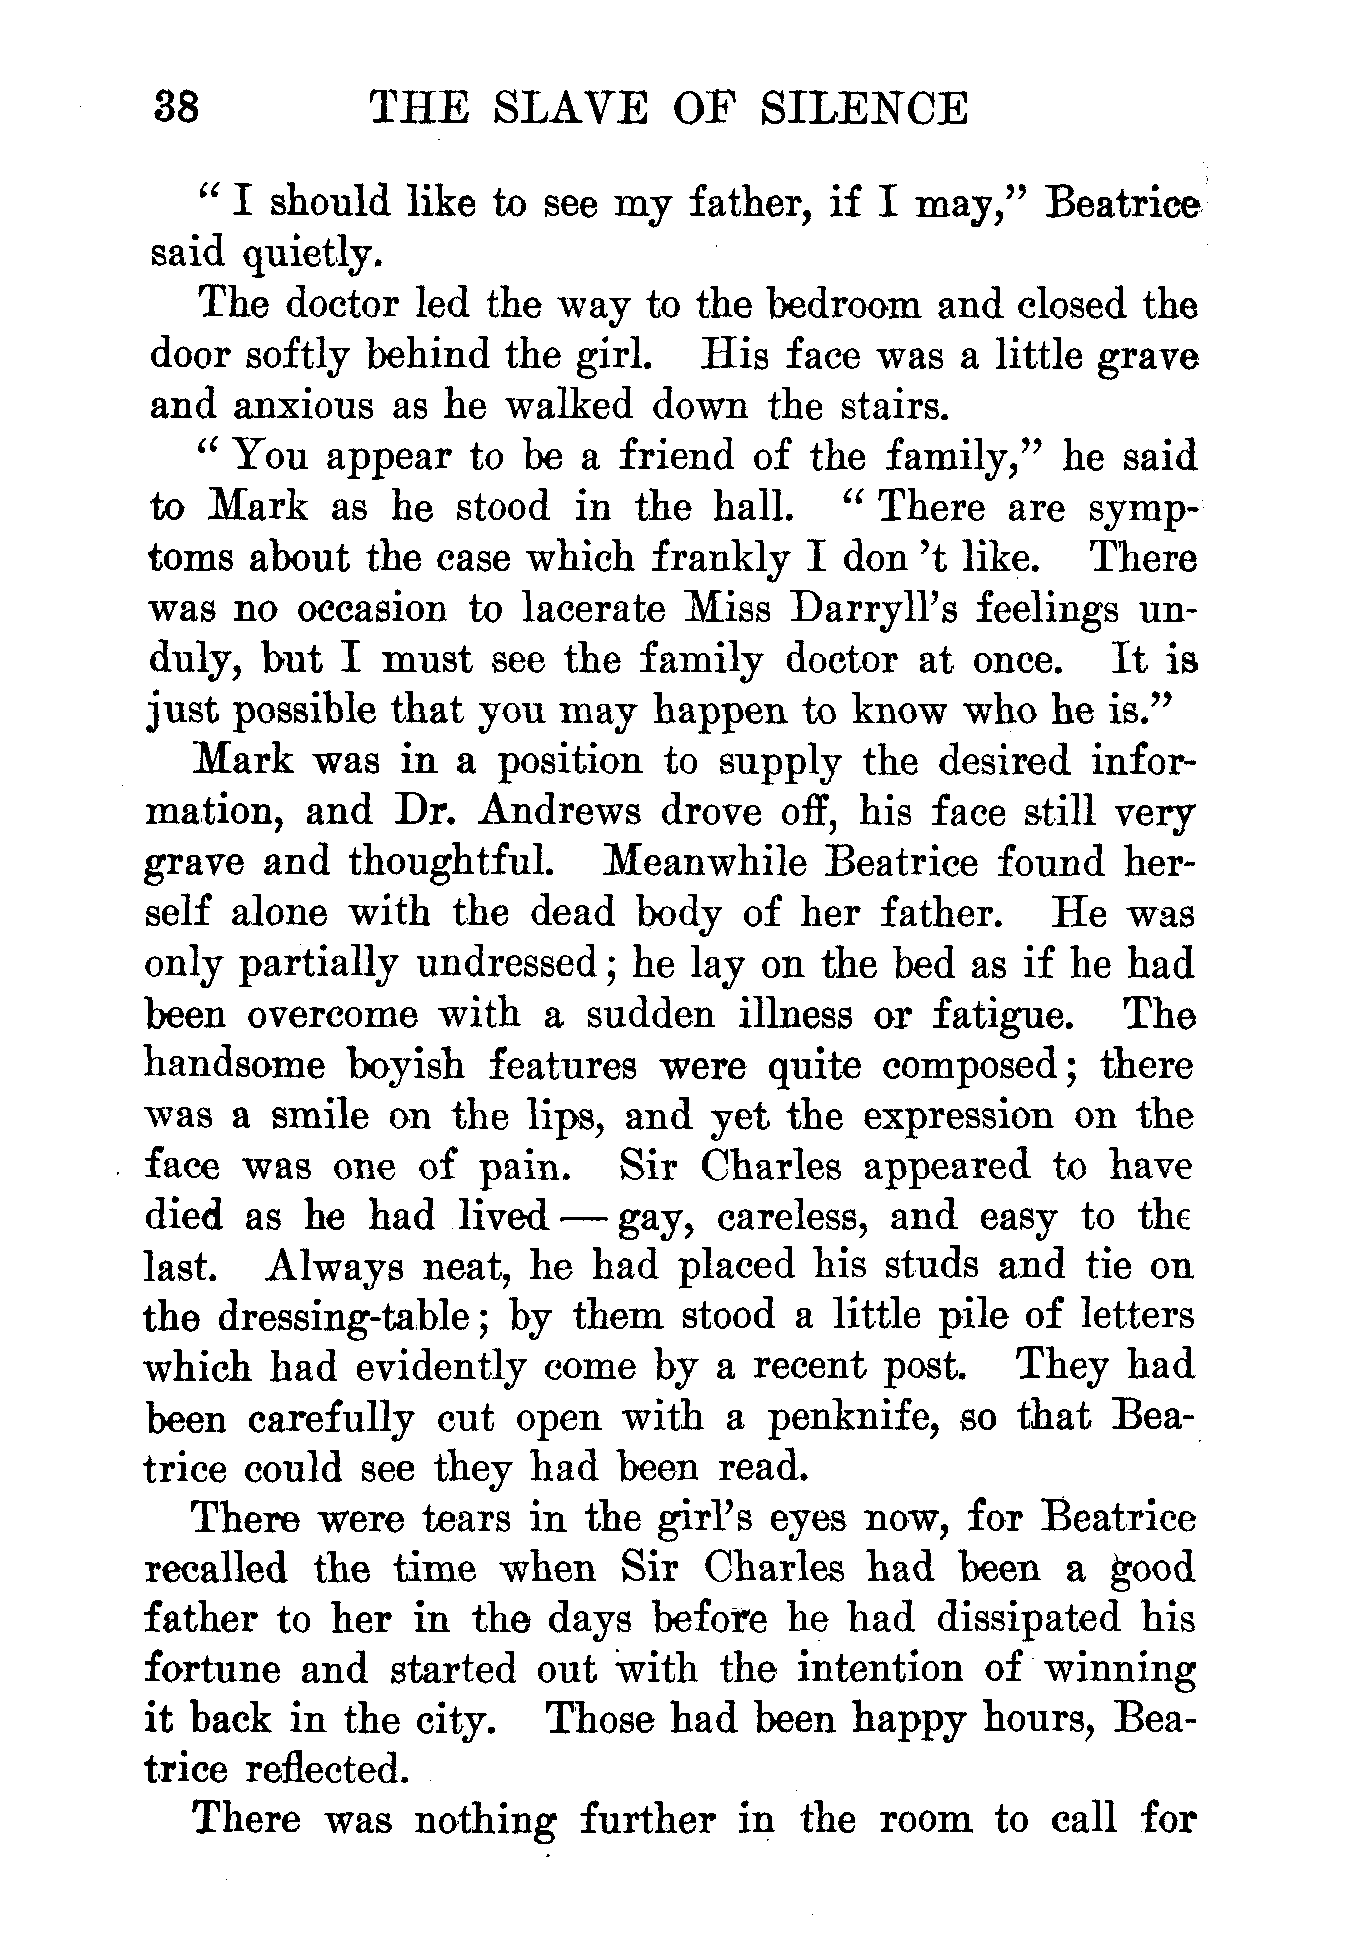 38 THE SLAVE OF SILENCE
“ I should like to see my father, if I may,” Beatrice
said quietly.
The doctor led the way to the bedroom and closed the
door softly behind the girl. His face was a little grave
and anxious as he walked down the stairs.
“ You appear to be a friend of the family,” he said
to Mark as he stood in the hall. “ There are symp-
toms about the case which frankly I don ’t like. There
was no occasion to lacerate Miss Darryll’s feelings un-
duly, but I must see the family doctor at once. It is
just possible that you may happen to know who he is.”
Mark was in a position to supply the desired infor-
mation, and Dr. Andrews drove off, his face still very
grave and thoughtful. Meanwhile Beatrice found her-
self alone with the dead body of her father. He was
only partially undressed; he lay on the bed as if he had
been overcome with a sudden illness or fatigue. The
handsome boyish features were quite composed; there
was a smile on the lips, and yet the expression on the
face was one of pain. Sir Charles appeared to have
died as he had lived — gay, careless, and easy to the
last. Always neat, he had placed his studs and tie on
the dressing-table; by them stood a little pile of letters
which had evidently come by a recent post. They had
been carefully cut open with a penknife, so that Bea-
trice could see they had been read.
There were tears in the girl’s eyes now, for Beatrice
recalled the time when Sir Charles had been a good
father to her in the days before he had dissipated his
fortune and started out with the intention of winning
it back in the city. Those had been happy hours, Bea-
trice reflected.
There was nothing further in the room to call for